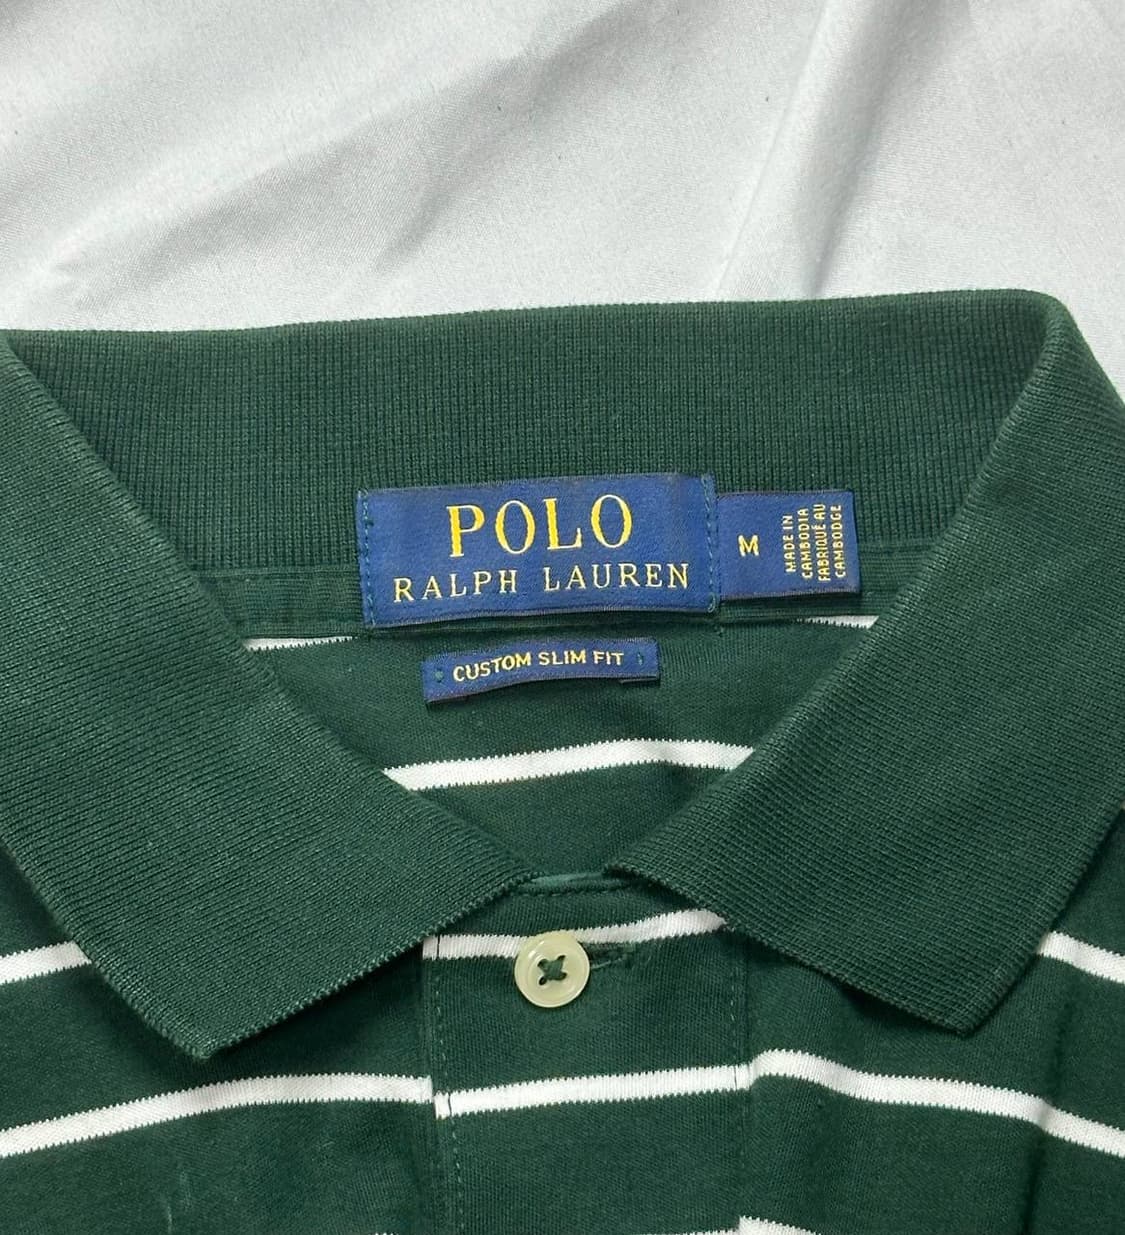 POLO
RALPH LAUREN
M
MADE IN
CAMBODIA
FABRIQUÉ AU
CAMBODGE
CUSTOM SLIM FIT